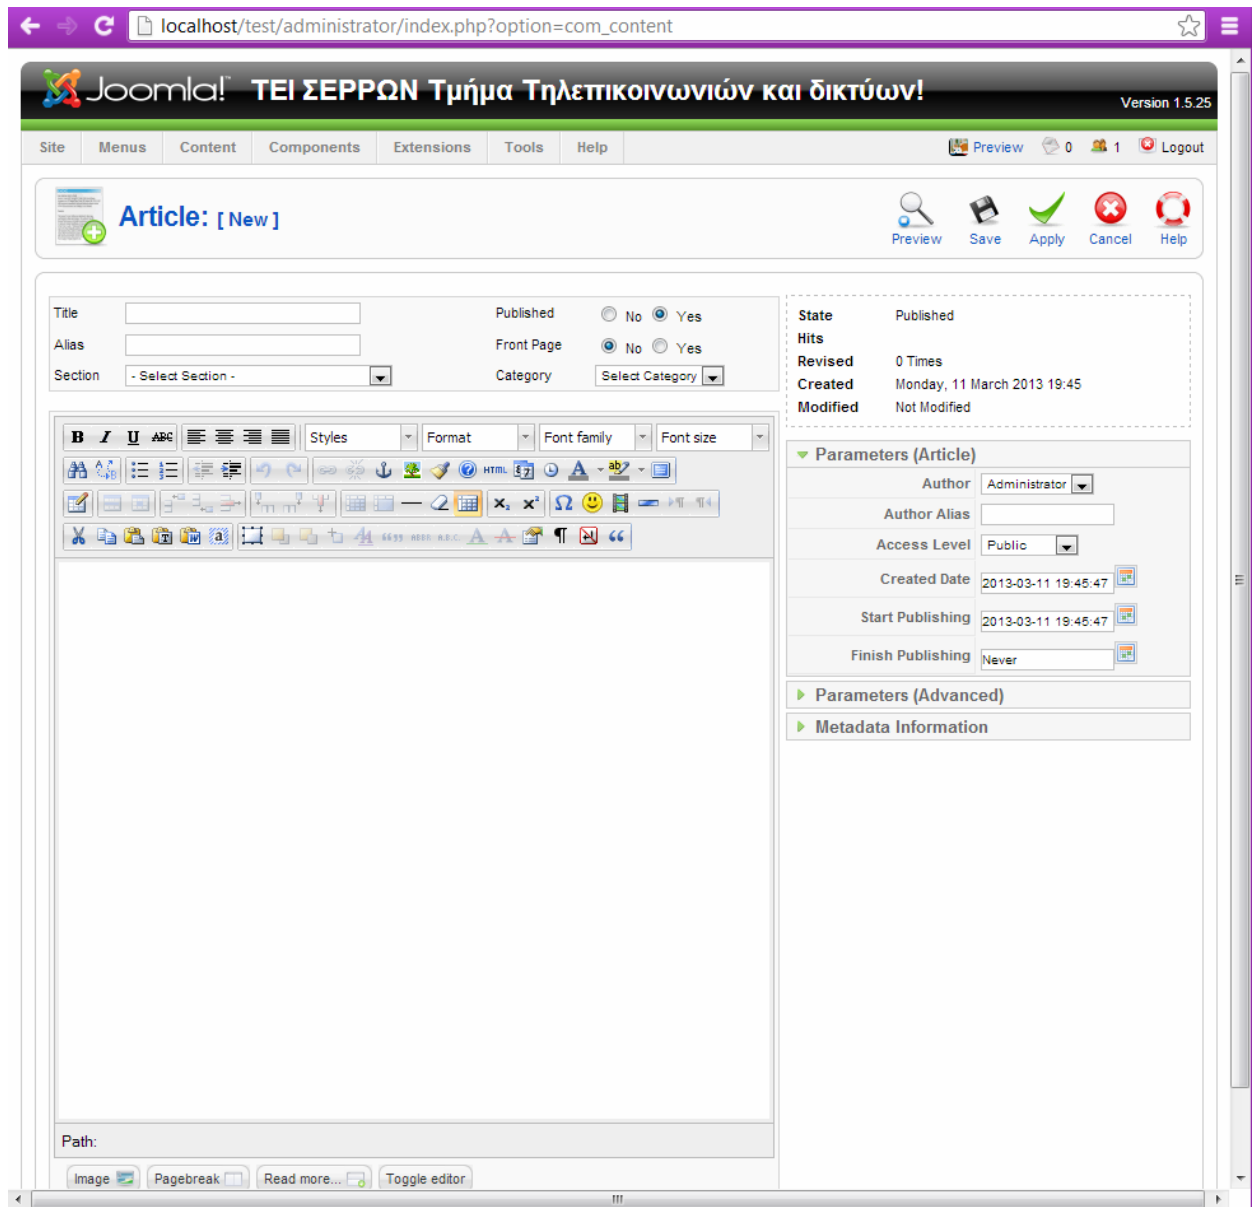 localhost/test/administrator/index.php?option=com_content
Joomla! ΤΕΙ ΣΕΡΡΩΝ Τμήμα Τηλεπικοινωνιών και δικτύων!
Version 1.5.25
Site Menus Content Components Extensions Tools Help Preview 0 1 Logout
Article: [ New ]
Preview Save Apply Cancel Help
Title
Published No Yes
Alias
Front Page No Yes
Section - Select Section -
Category Select Category
State Published
Hits
Revised 0 Times
Created Monday, 11 March 2013 19:45
Modified Not Modified
B I U ABC Styles Format Font family Font size
HTML
Path:
Image Pagebreak Read more... Toggle editor
Parameters (Article)
Author Administrator
Author Alias
Access Level Public
Created Date 2013-03-11 19:45:47
Start Publishing 2013-03-11 19:45:47
Finish Publishing Never
Parameters (Advanced)
Metadata Information